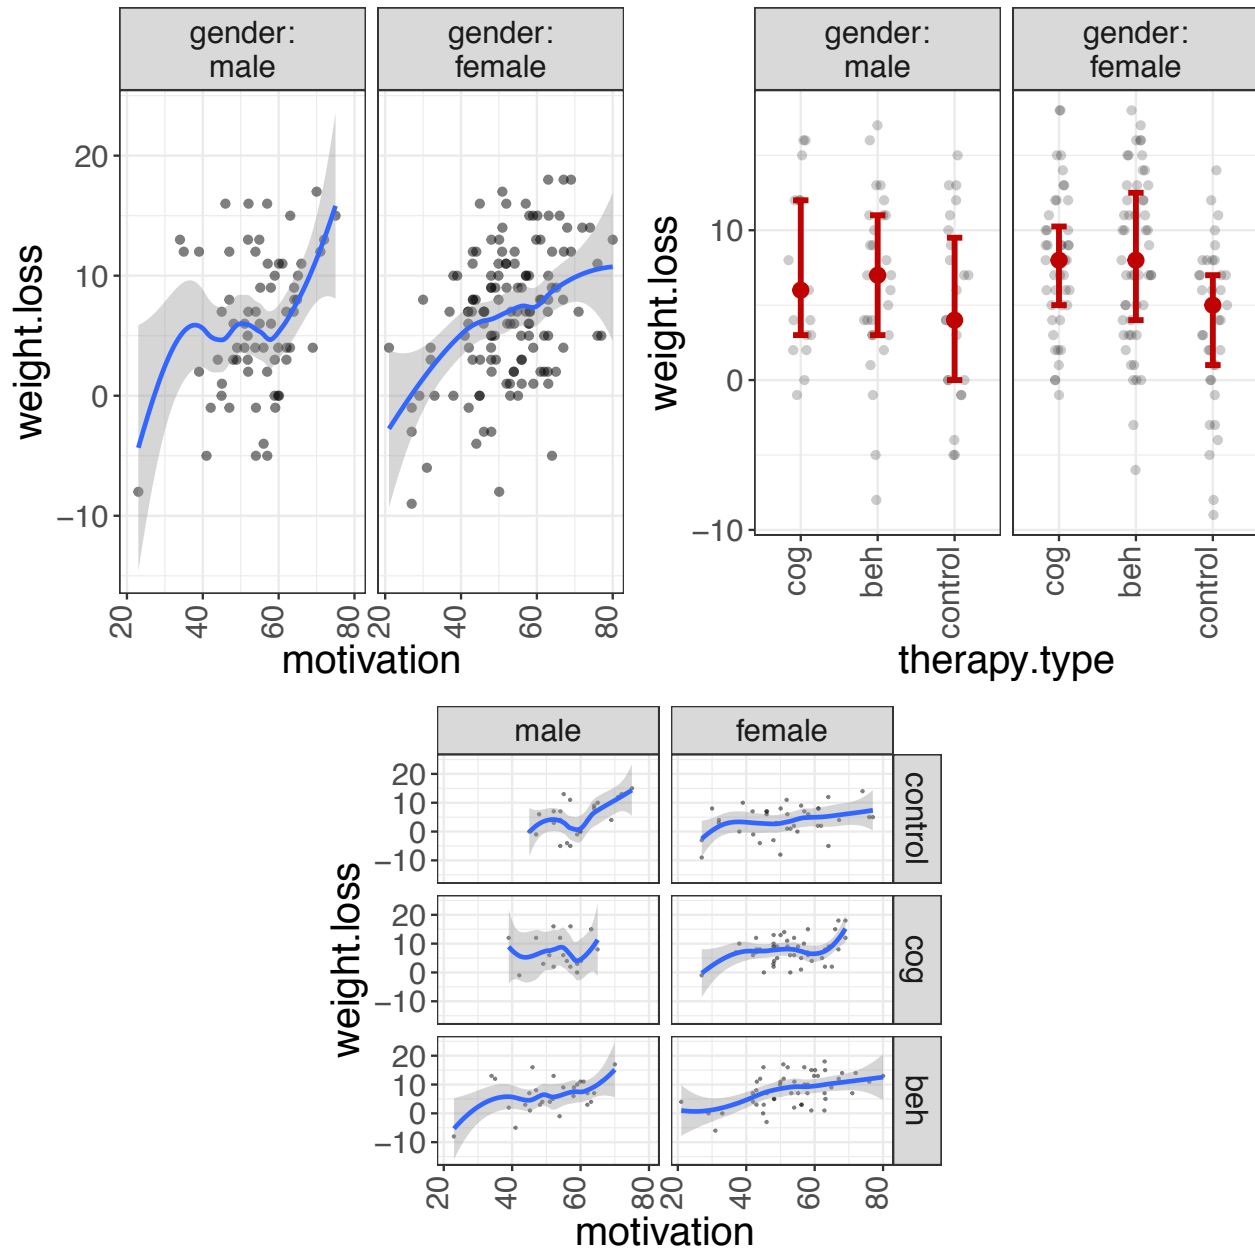 gender:
male
gender:
female
20
10
0
−10
weight.loss
20
40
60
80
20
40
60
80
motivation
gender:
male
gender:
female
10
0
−10
weight.loss
cog
beh
control
cog
beh
control
therapy.type
male
female
20
10
0
−10
control
20
10
0
−10
cog
20
10
0
−10
beh
weight.loss
20
40
60
80
20
40
60
80
motivation